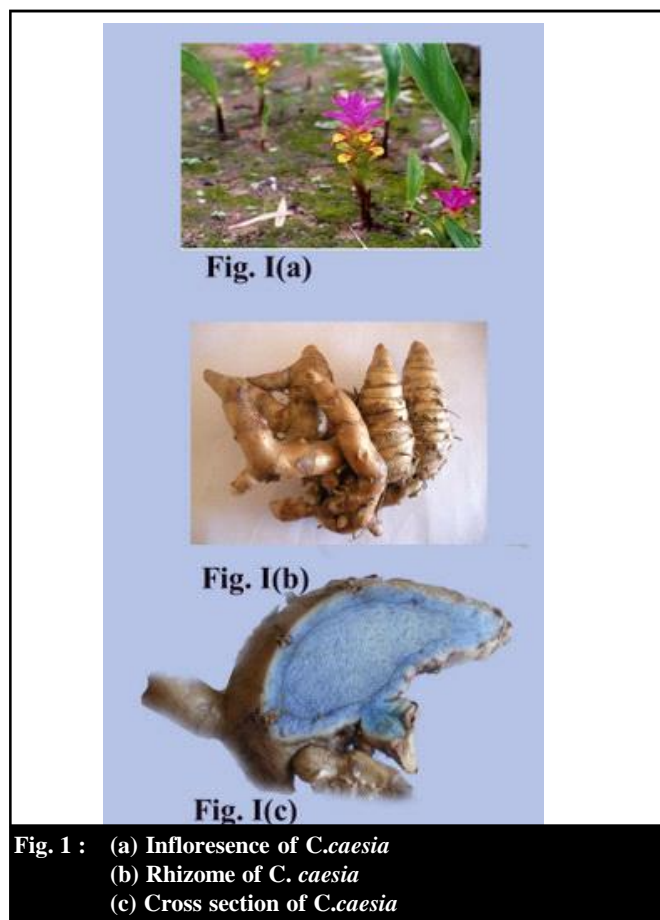 Fig. I(a)
Fig. I(b)
Fig. I(c)
Fig. 1 : (a) Infloresence of C.caesia
(b) Rhizome of C. caesia
(c) Cross section of C.caesia